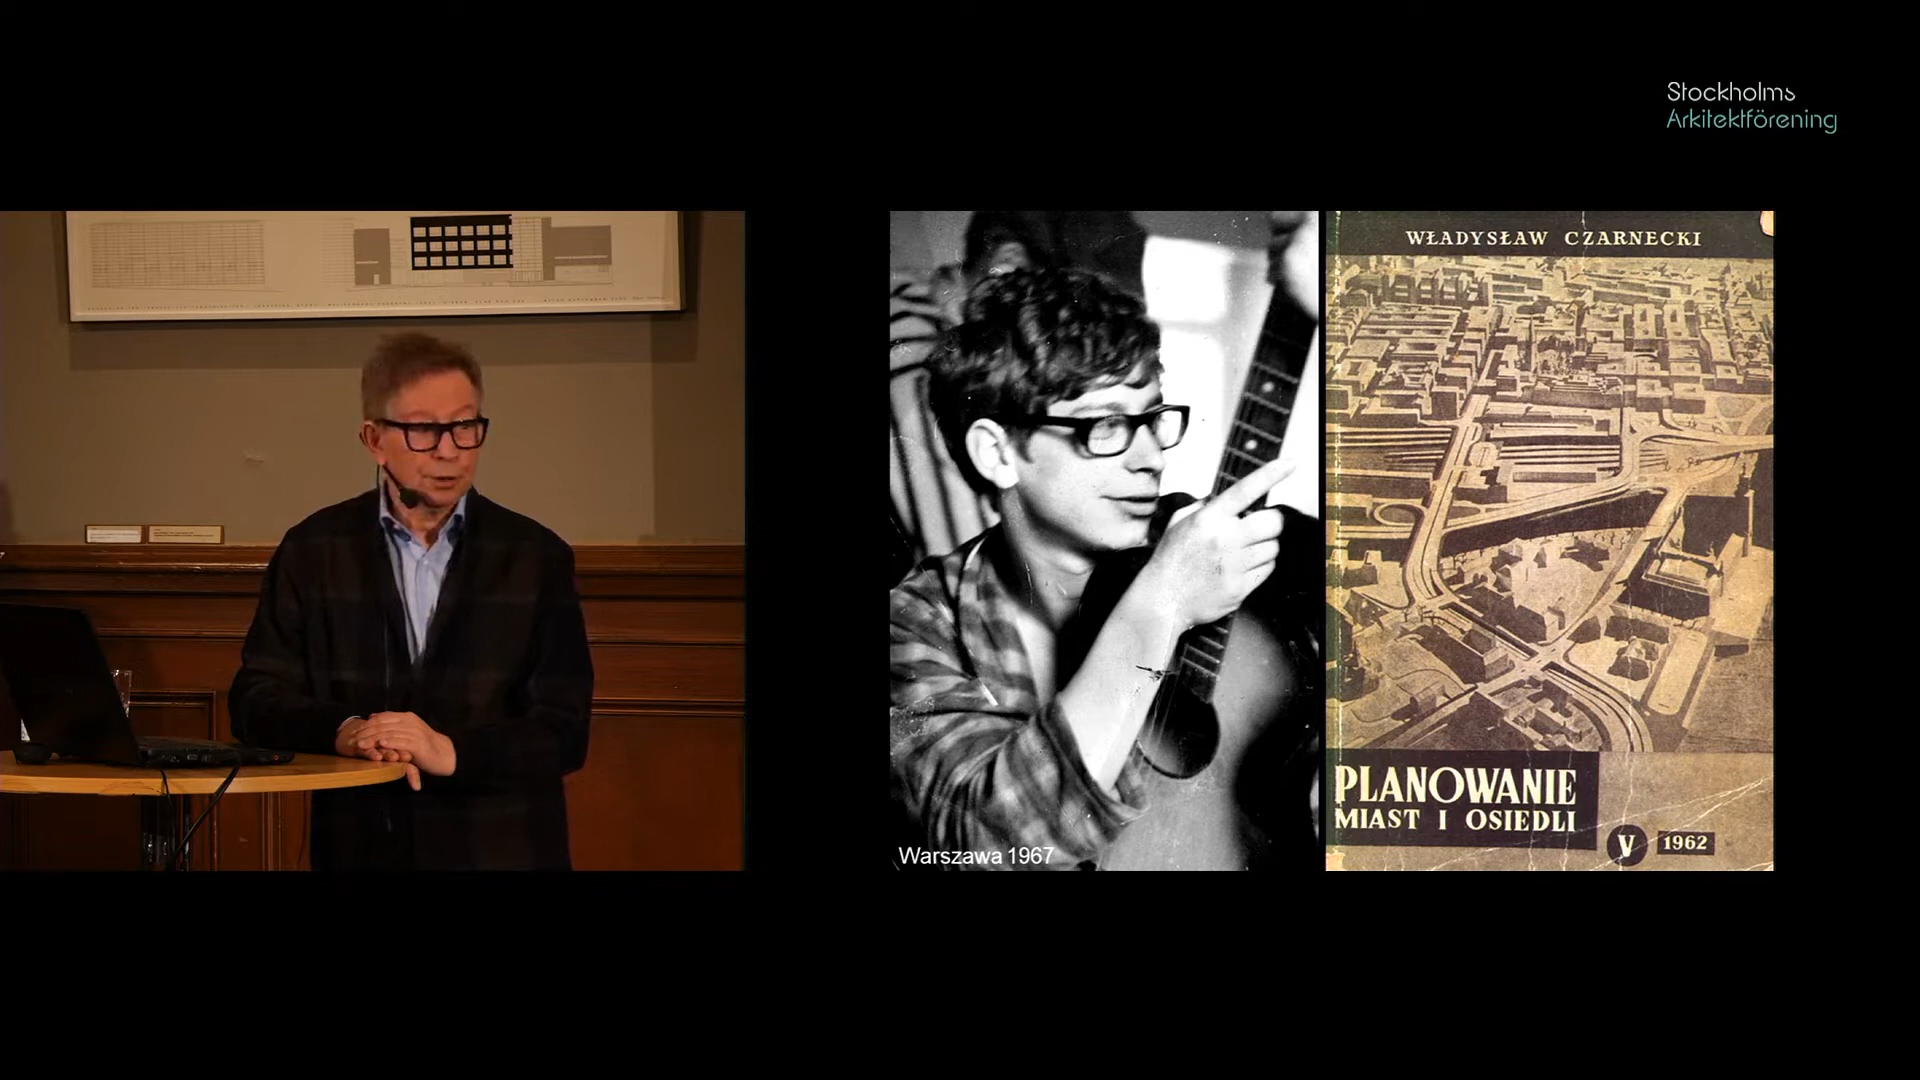 Stockholms
Arkitektförening
WŁADYSŁAW CZARNECKI
PLANOWANIE
MIAST I OSIEDLI
V 1962
Warszawa 1967